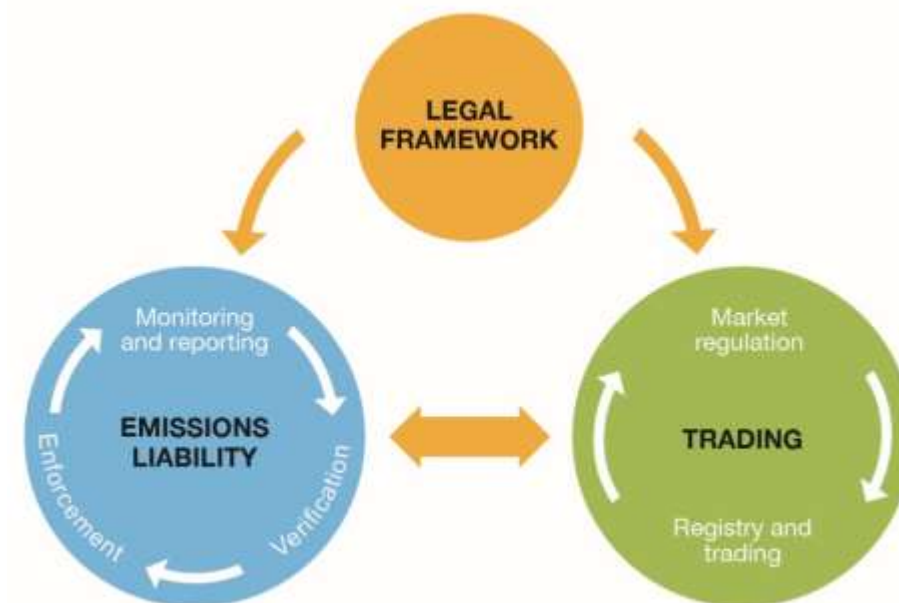 LEGAL
FRAMEWORK
Monitoring
and reporting
EMISSIONS
LIABILITY
Enforcement
Verification
Market
regulation
TRADING
Registry and
trading